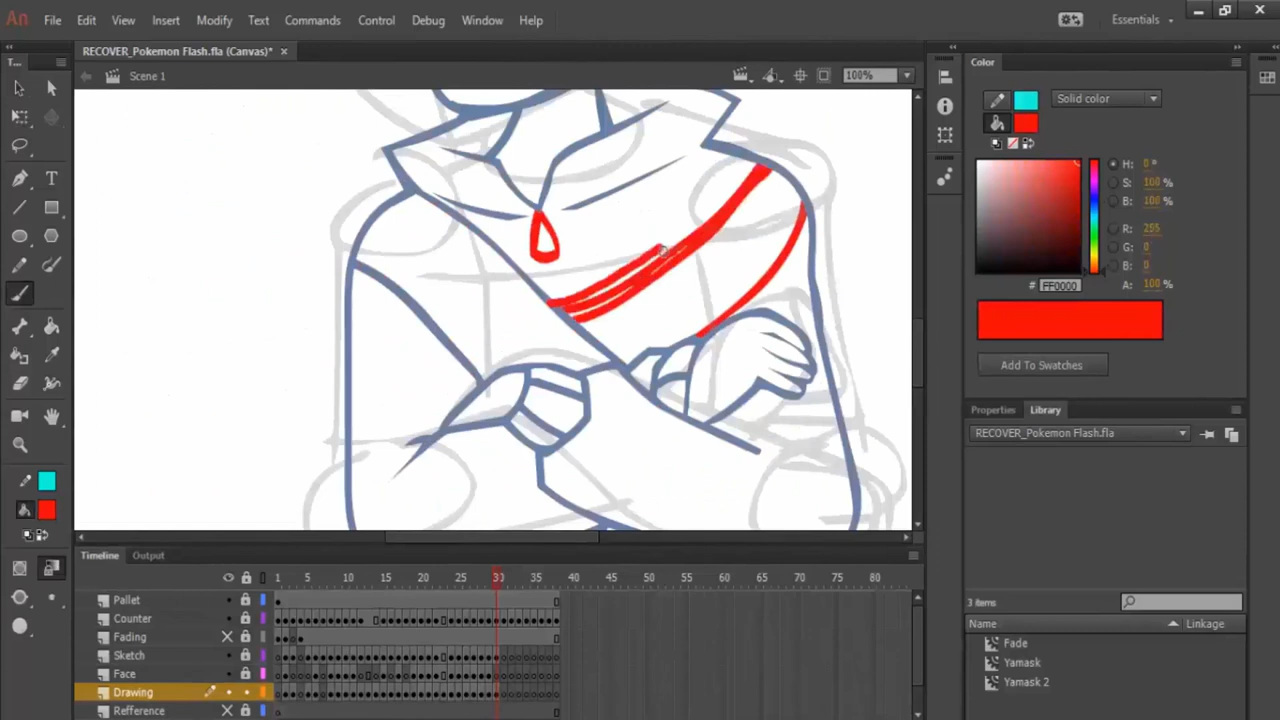 An File Edit View Insert Modify Text Commands Control Debug Window Help Essentials
RECOVER_Pokemon Flash.fla (Canvas)* ×
T...
Scene 1
100%
Color
Solid color
H: 0 °
S: 100 %
B: 100 %
R: 255
G: 0
B: 0
# FF0000
A: 100 %
Add To Swatches
Properties Library
RECOVER_Pokemon Flash.fla
3 items
Name Linkage
Fade
Yamask
Yamask 2
Timeline Output
1 5 10 15 20 25 30 35 40 45 50 55 60 65 70 75 80
Pallet
Counter
Fading
Sketch
Face
Drawing
Refference